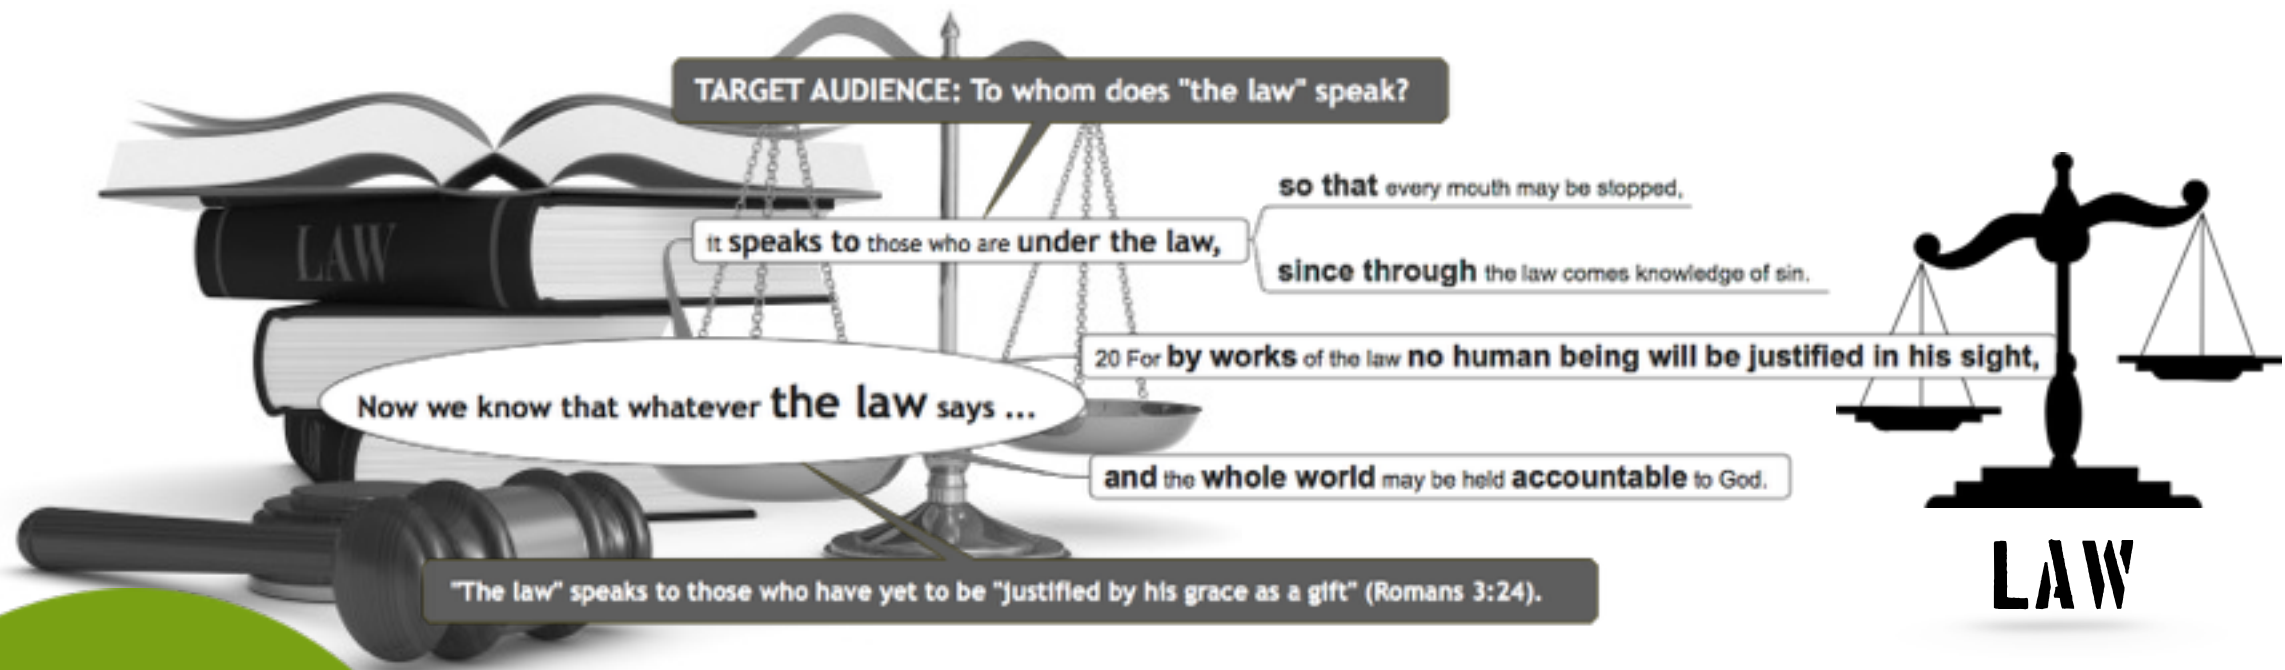 TARGET AUDIENCE: To whom does "the law" speak?
so that every mouth may be stopped,
it speaks to those who are under the law,
since through the law comes knowledge of sin.
LAW
20 For by works of the law no human being will be justified in his sight,
Now we know that whatever the law says ...
and the whole world may be held accountable to God.
"The law" speaks to those who have yet to be "justified by his grace as a gift" (Romans 3:24).
LAW